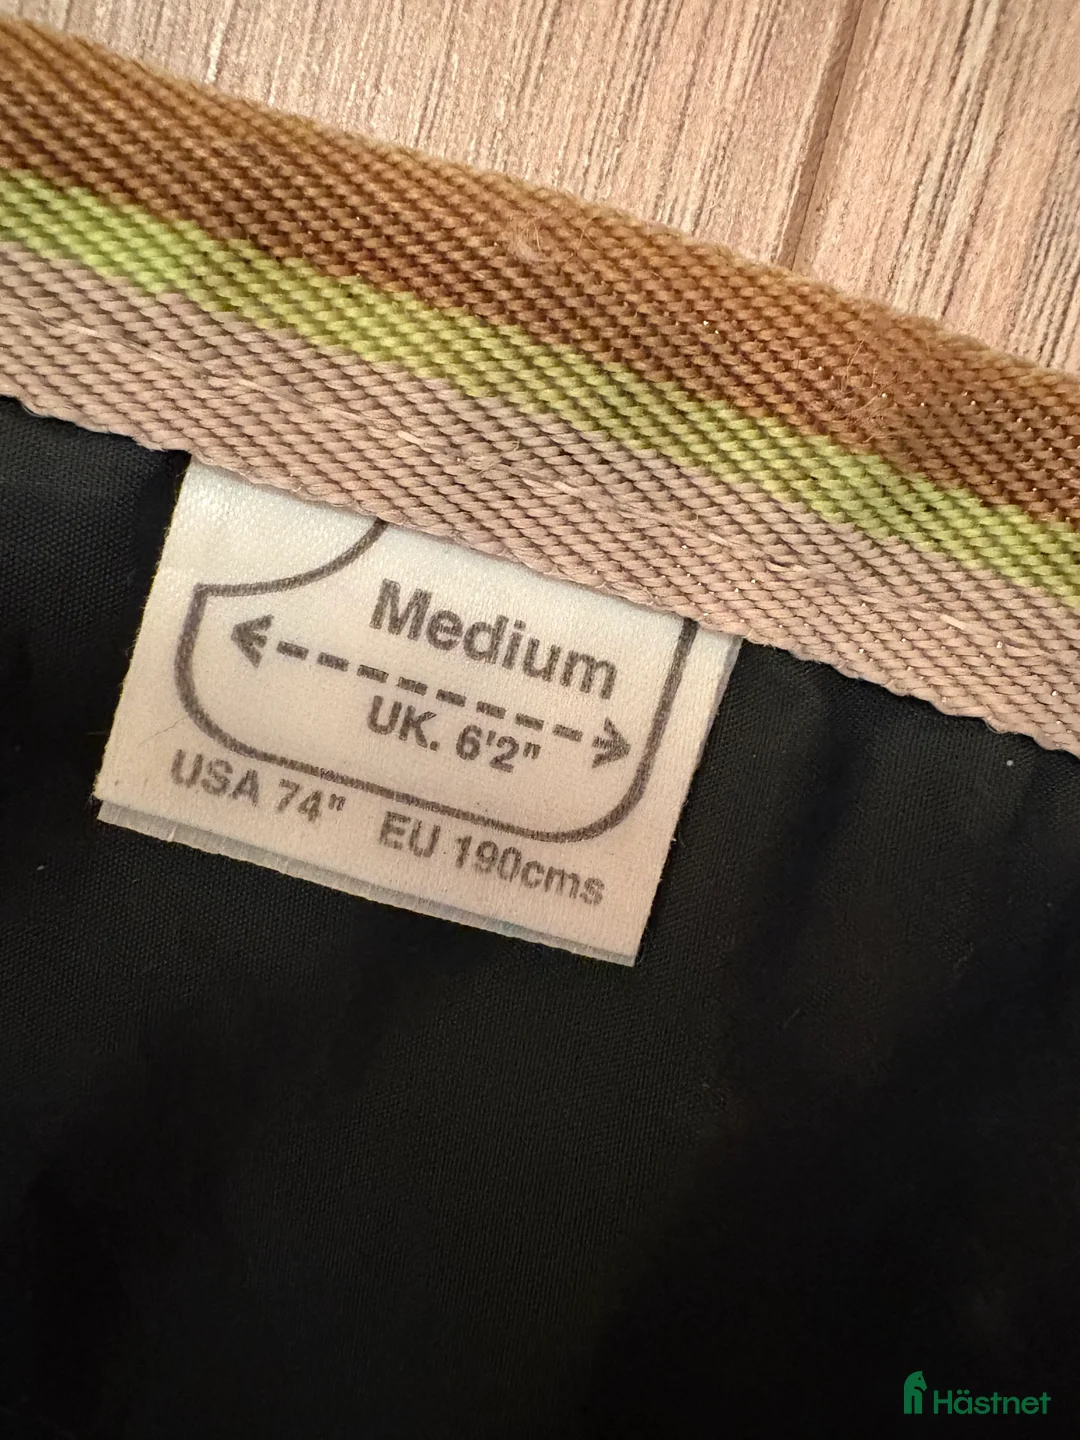 Medium
UK. 6'2"
USA 74" EU 190cms
Hästnet